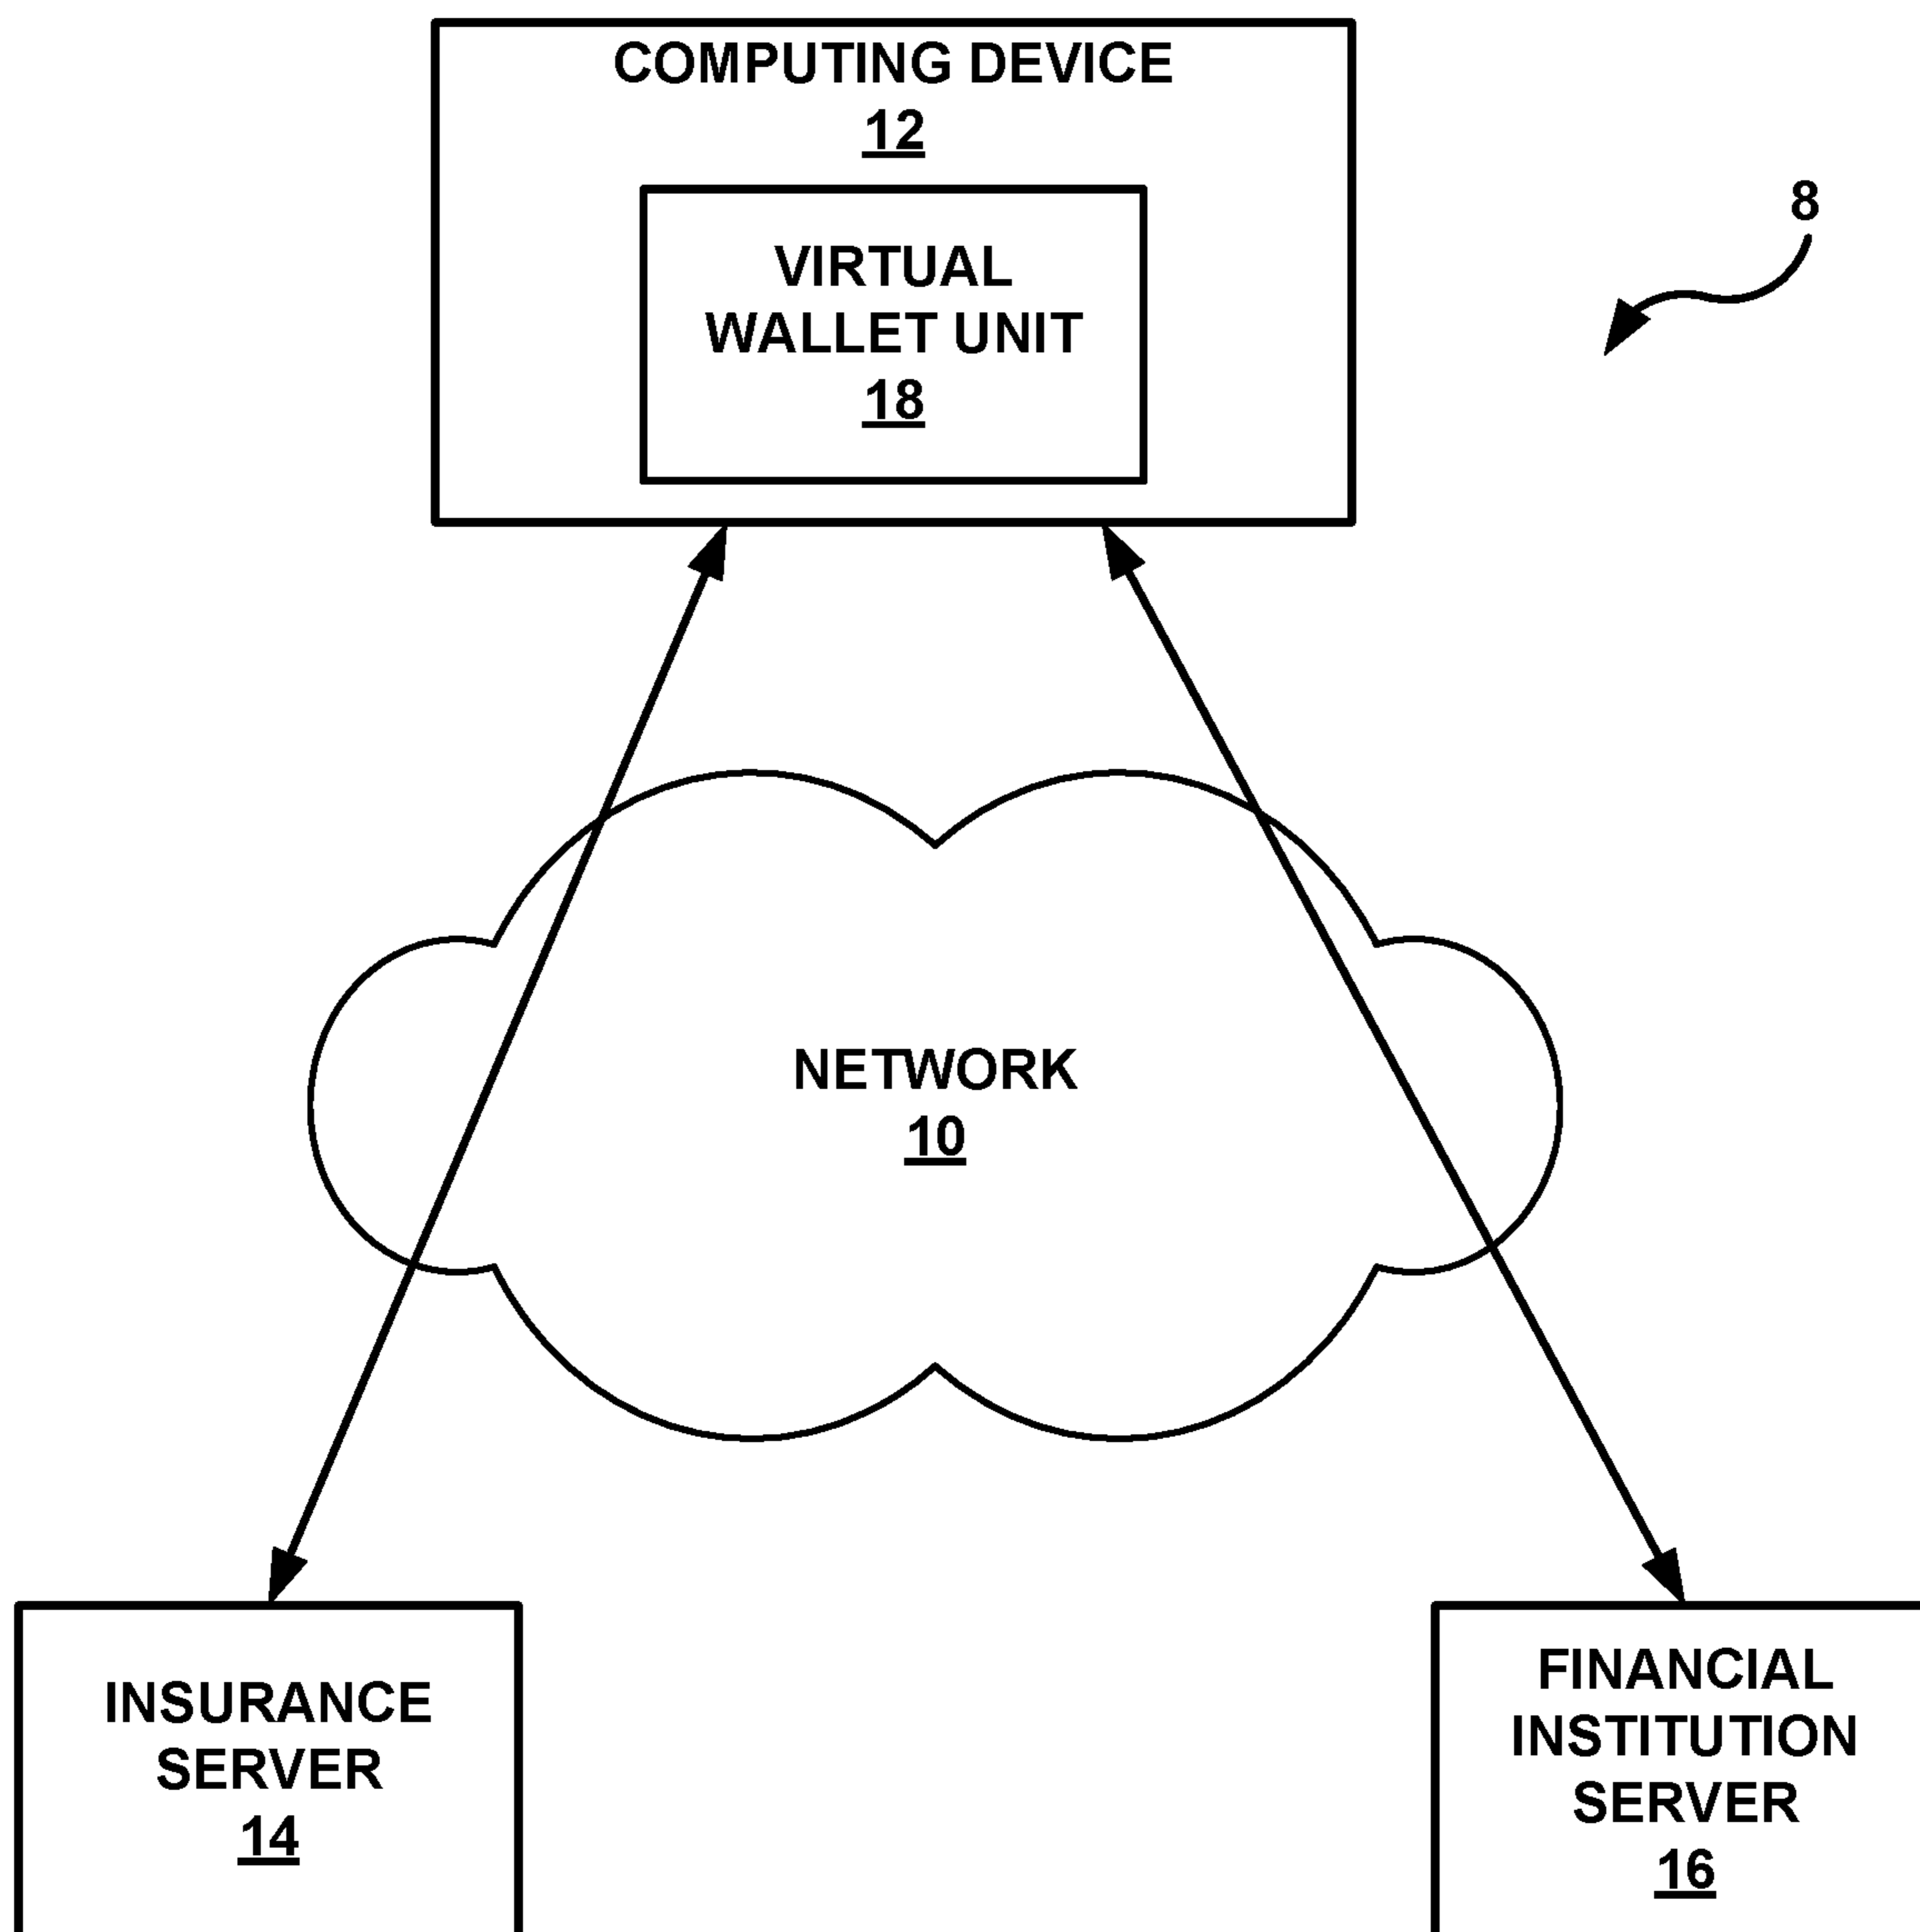 COMPUTING DEVICE
12
VIRTUAL
WALLET UNIT
18
8
NETWORK
10
INSURANCE
SERVER
14
FINANCIAL
INSTITUTION
SERVER
16